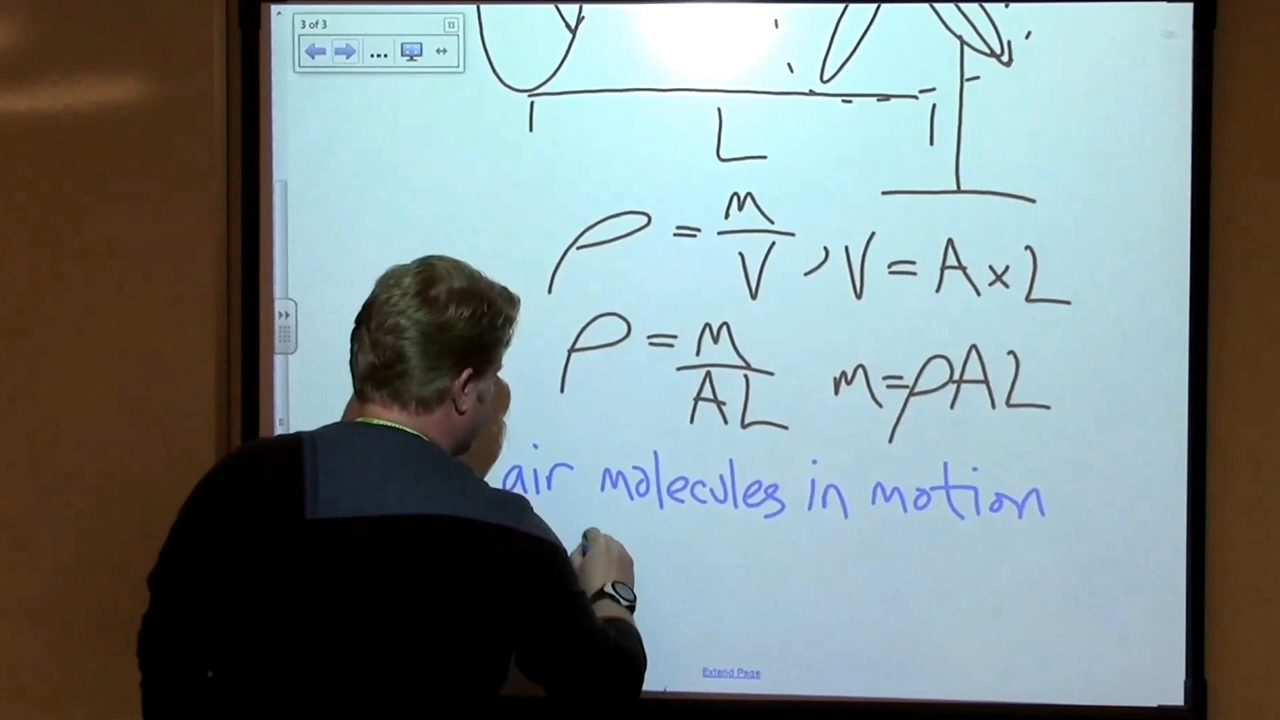 3 of 3
L
ρ = m/V , V = A × L
ρ = m/AL m=ρAL
air molecules in motion
Extend Page